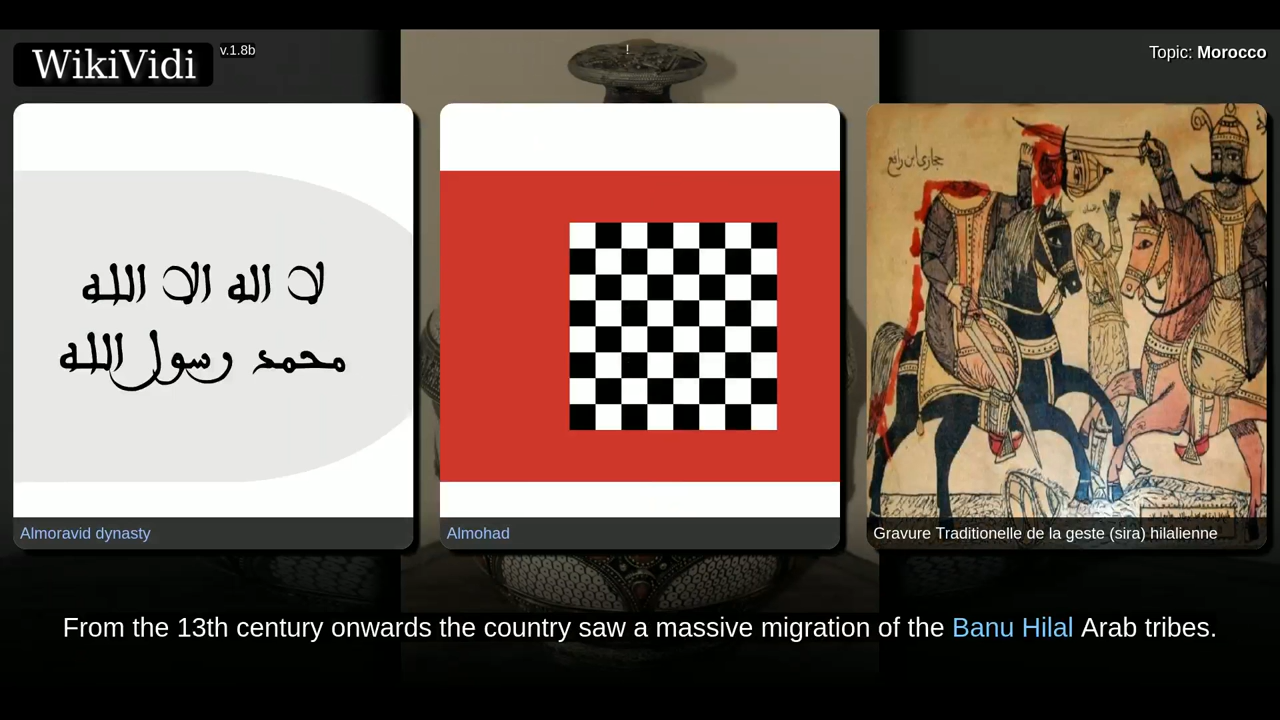 WikiVidi
v.1.8b
!
Topic: Morocco
لا اله الا الله
محمد رسول الله
Almoravid dynasty
Almohad
Gravure Traditionelle de la geste (sira) hilalienne
From the 13th century onwards the country saw a massive migration of the Banu Hilal Arab tribes.